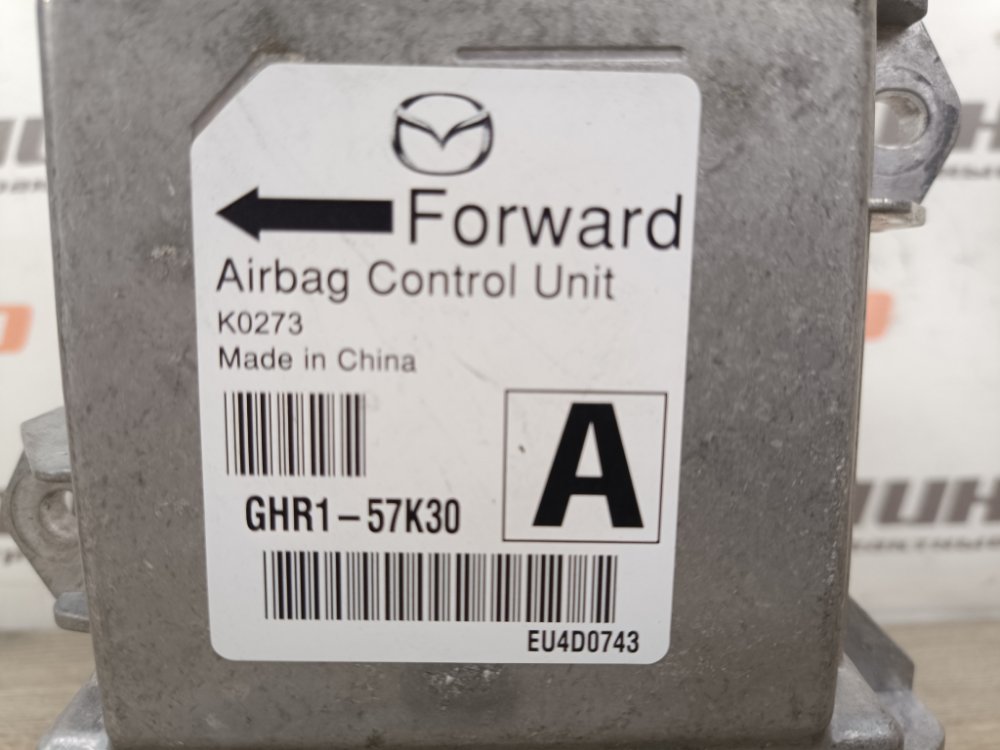 Forward
Airbag Control Unit
K0273
Made in China
A
GHR1-57K30
EU4D0743